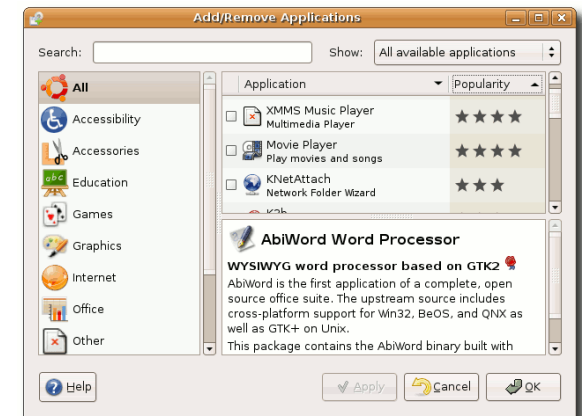 Add/Remove Applications
Search:
Show: All available applications
All
Accessibility
Accessories
abc
Education
Games
Graphics
Internet
Office
Other
Application Popularity
XMMS Music Player
Multimedia Player
Movie Player
Play movies and songs
KNetAttach
Network Folder Wizard
K3b
AbiWord Word Processor
WYSIWYG word processor based on GTK2
AbiWord is the first application of a complete, open
source office suite. The upstream source includes
cross-platform support for Win32, BeOS, and QNX as
well as GTK+ on Unix.
This package contains the AbiWord binary built with
Help
Apply
Cancel
OK